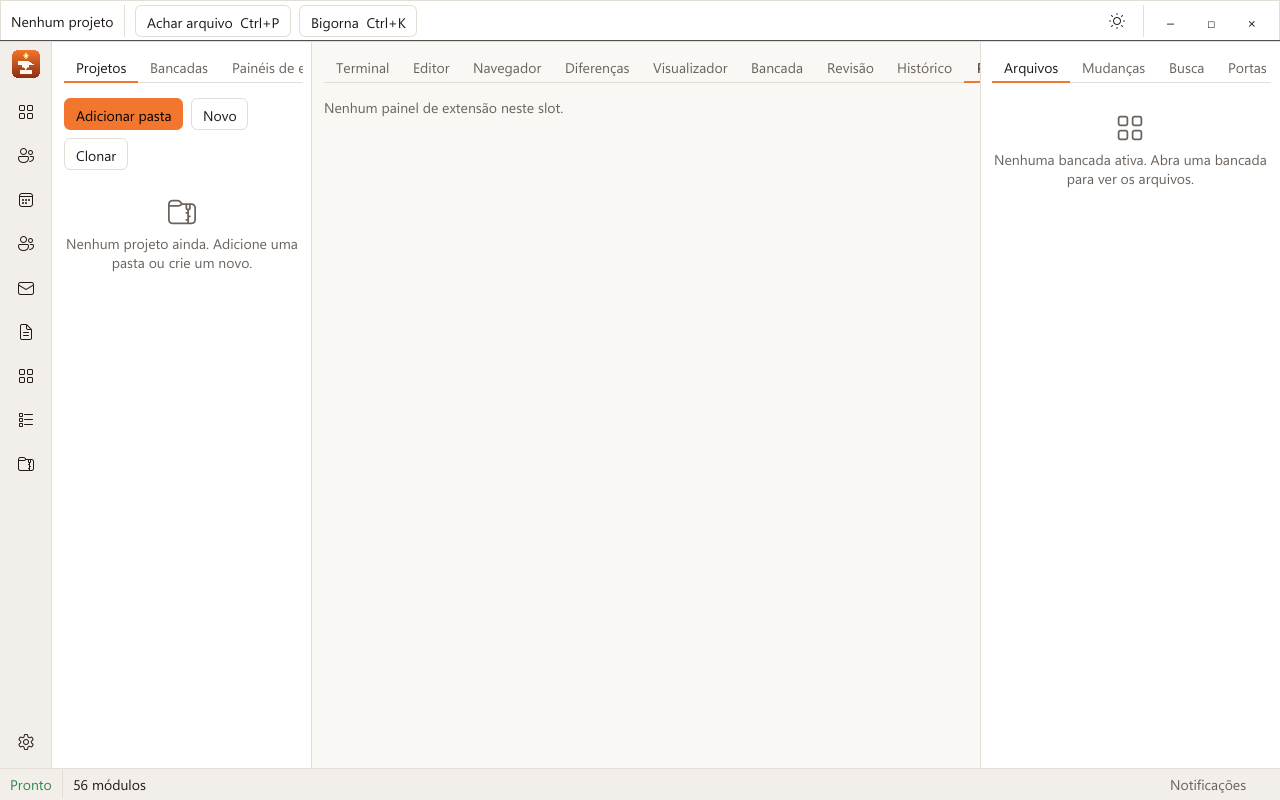 Nenhum projeto
Achar arquivo Ctrl+P
Bigorna Ctrl+K
Projetos Bancadas Painéis de e
Adicionar pasta
Novo
Clonar
Nenhum projeto ainda. Adicione uma
pasta ou crie um novo.
Terminal Editor Navegador Diferenças Visualizador Bancada Revisão Histórico
Nenhum painel de extensão neste slot.
Arquivos Mudanças Busca Portas
Nenhuma bancada ativa. Abra uma bancada
para ver os arquivos.
Pronto
56 módulos
Notificações